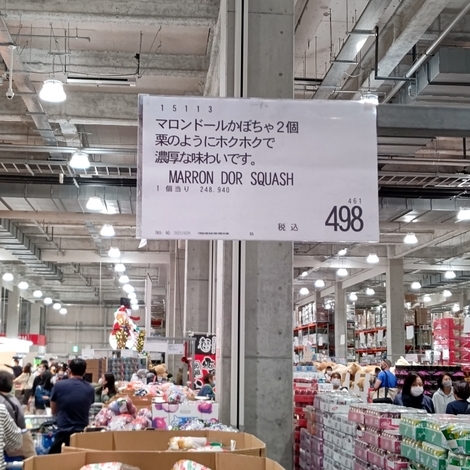 15113
マロンドールかぼちゃ2個
栗のようにホクホクで
濃厚な味わいです。
MARRON DOR SQUASH
1個当り 248.940
461
税込 498